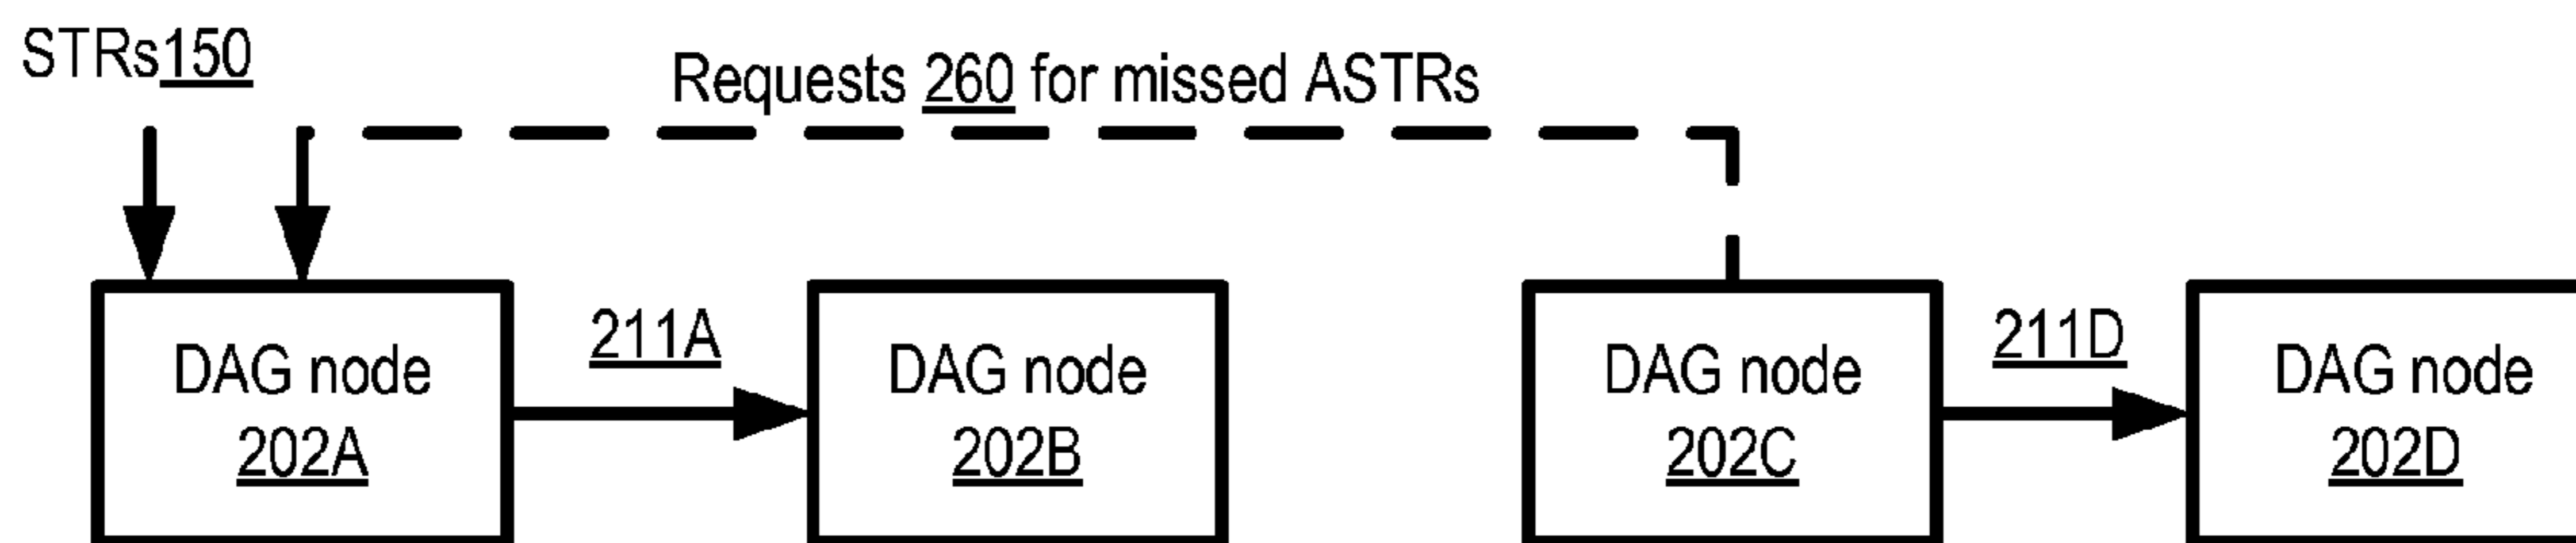 STRs150
Requests 260 for missed ASTRs
DAG node
202A
211A
DAG node
202B
DAG node
202C
211D
DAG node
202D